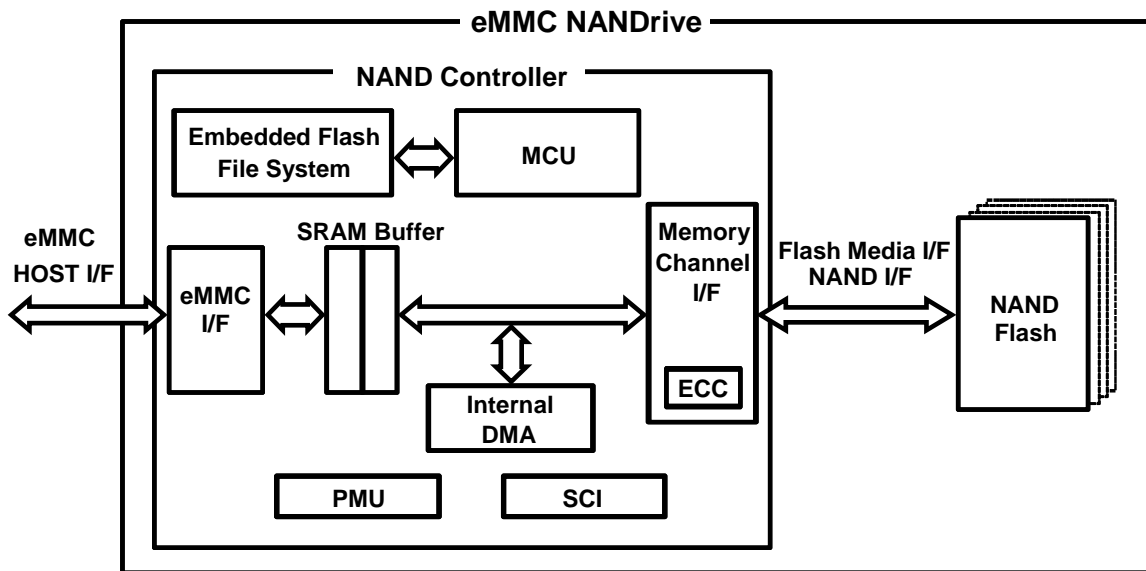 eMMC NANDrive
NAND Controller
Embedded Flash
File System
MCU
eMMC
HOST I/F
eMMC
I/F
SRAM Buffer
Internal
DMA
Memory
Channel
I/F
ECC
Flash Media I/F
NAND I/F
NAND
Flash
PMU
SCI